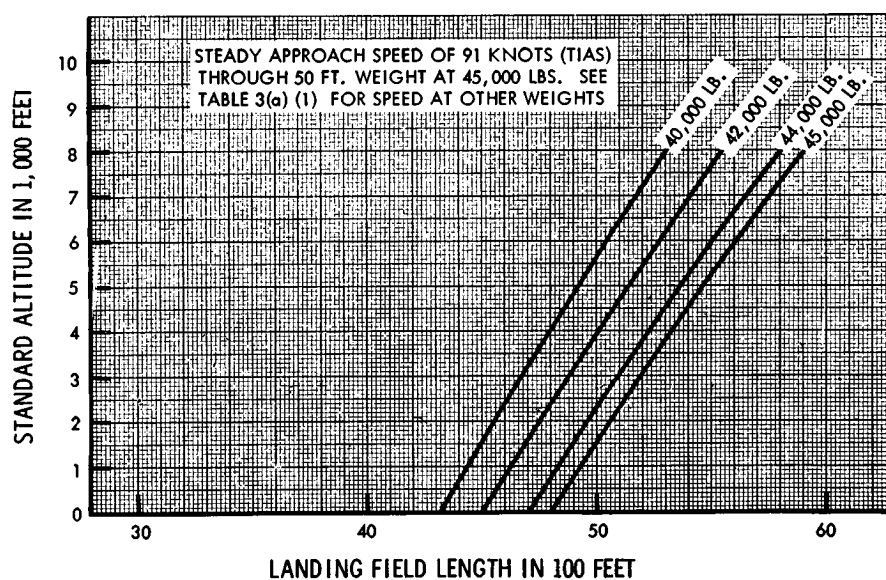 STEADY APPROACH SPEED OF 91 KNOTS (TIAS)
THROUGH 50 FT. WEIGHT AT 45,000 LBS. SEE
TABLE 3(a) (1) FOR SPEED AT OTHER WEIGHTS
40,000 LB.
42,000 LB.
44,000 LB.
45,000 LB.
STANDARD ALTITUDE IN 1,000 FEET
10
9
8
7
6
5
4
3
2
1
0
30
40
50
60
LANDING FIELD LENGTH IN 100 FEET